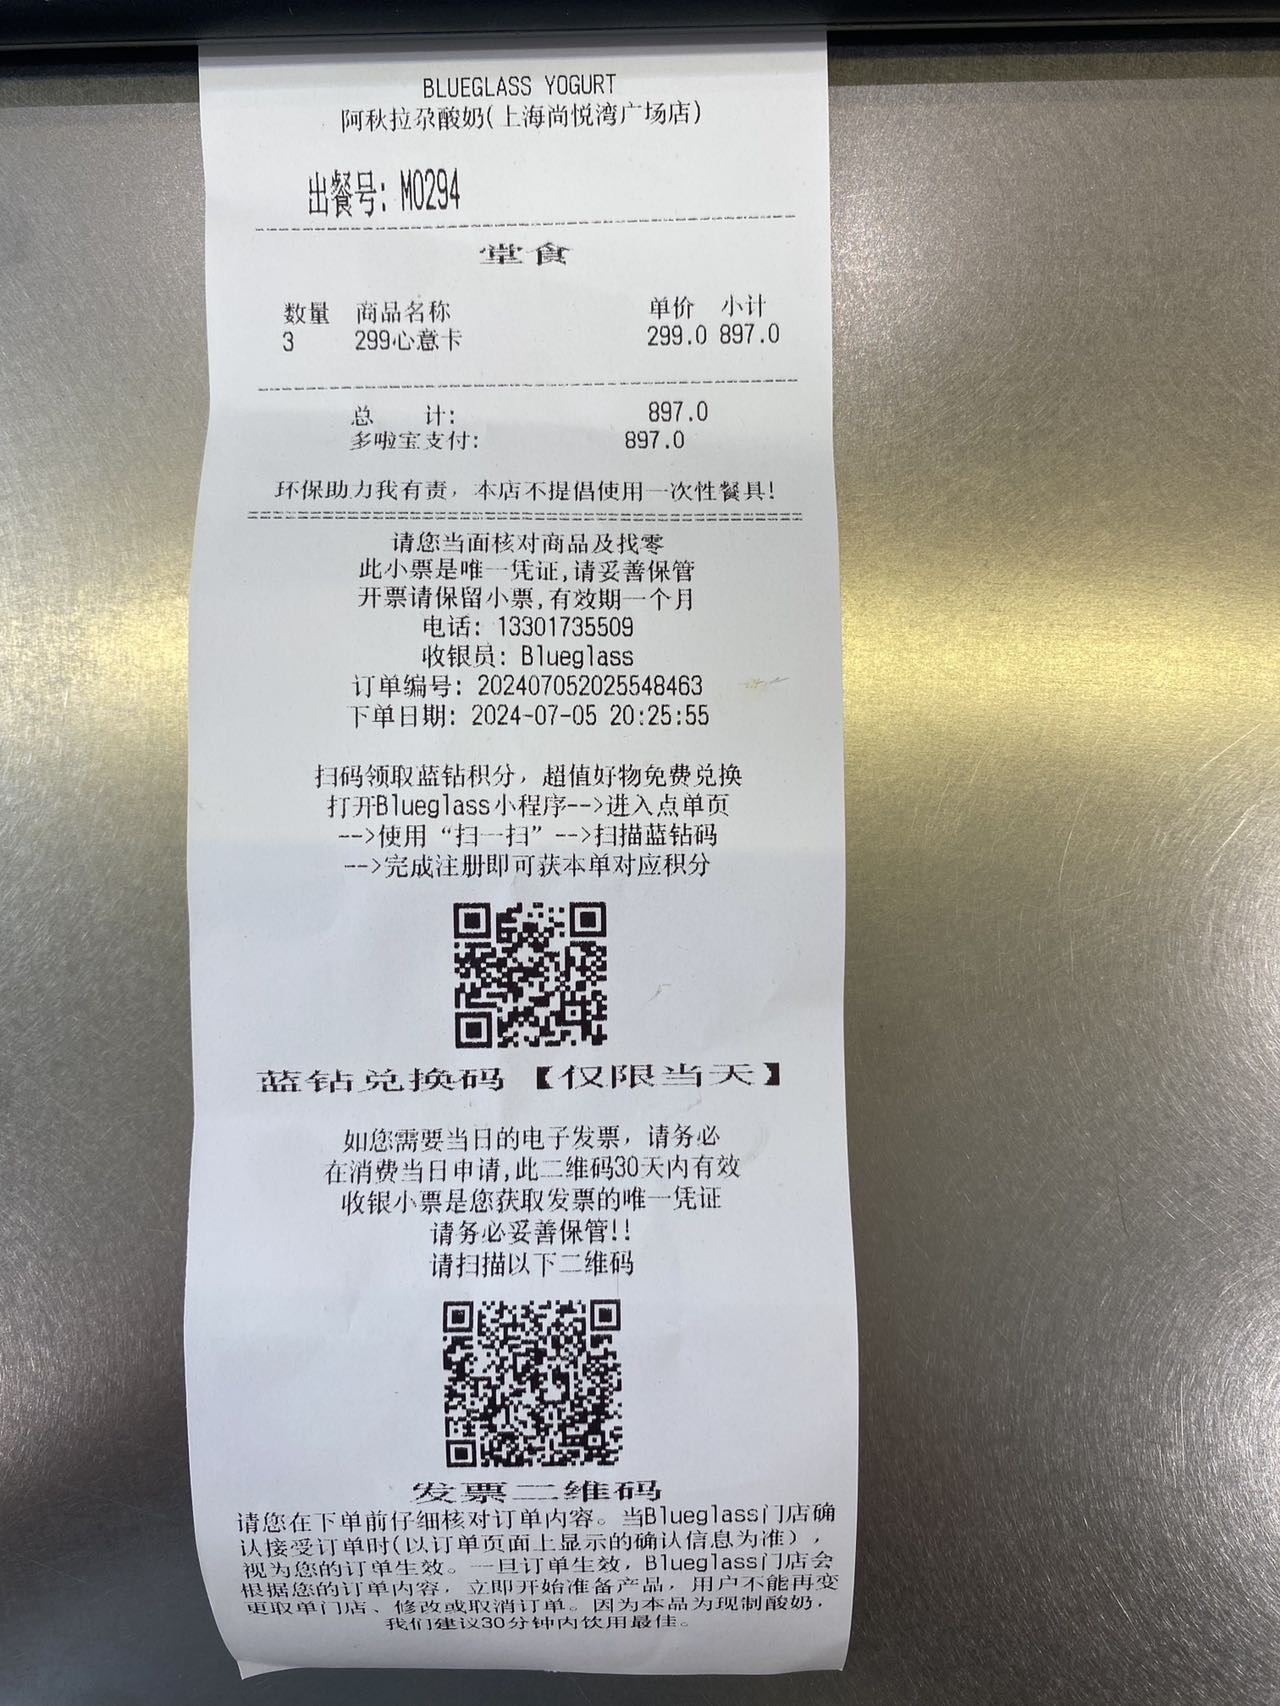 BLUEGLASS YOGURT
阿秋拉尕酸奶(上海尚悦湾广场店)
出餐号: M0294
堂食
数量 商品名称 单价 小计
3 299心意卡 299.0 897.0
总 计: 897.0
多啦宝支付: 897.0
环保助力我有责，本店不提倡使用一次性餐具!
请您当面核对商品及找零
此小票是唯一凭证,请妥善保管
开票请保留小票,有效期一个月
电话: 13301735509
收银员: Blueglass
订单编号: 202407052025548463
下单日期: 2024-07-05 20:25:55
扫码领取蓝钻积分，超值好物免费兑换
打开Blueglass小程序-->进入点单页
-->使用“扫一扫”-->扫描蓝钻码
-->完成注册即可获本单对应积分
蓝钻兑换码【仅限当天】
如您需要当日的电子发票，请务必
在消费当日申请,此二维码30天内有效
收银小票是您获取发票的唯一凭证
请务必妥善保管!!
请扫描以下二维码
发票二维码
请您在下单前仔细核对订单内容。当Blueglass门店确
认接受订单时(以订单页面上显示的确认信息为准)，
视为您的订单生效。一旦订单生效，Blueglass门店会
根据您的订单内容，立即开始准备产品，用户不能再变
更取单门店、修改或取消订单。因为本品为现制酸奶，
我们建议30分钟内饮用最佳。